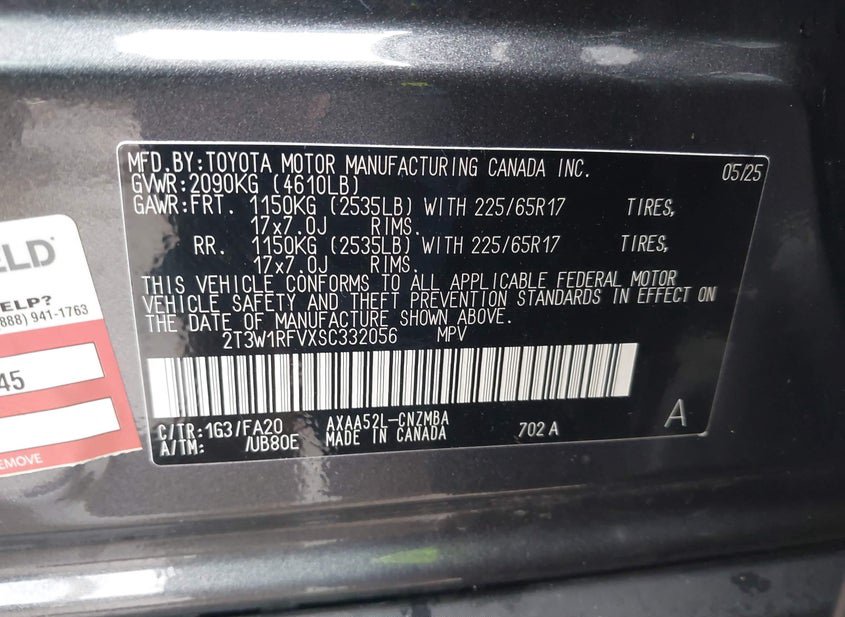 MFD.BY:TOYOTA MOTOR MANUFACTURING CANADA INC. 05/25
GVWR:2090KG (4610LB)
GAWR:FRT. 1150KG (2535LB) WITH 225/65R17 TIRES,
17x7.0J RIMS.
RR. 1150KG (2535LB) WITH 225/65R17 TIRES,
17x7.0J RIMS.
THIS VEHICLE CONFORMS TO ALL APPLICABLE FEDERAL MOTOR
VEHICLE SAFETY AND THEFT PREVENTION STANDARDS IN EFFECT ON
THE DATE OF MANUFACTURE SHOWN ABOVE.
2T3W1RFVXSC332056 MPV
C/TR:1G3/FA20 AXAA52L-CNZMBA
A/TM: /UB80E MADE IN CANADA 702A A
ELD
ELP?
888) 941-1763
45
EMOVE